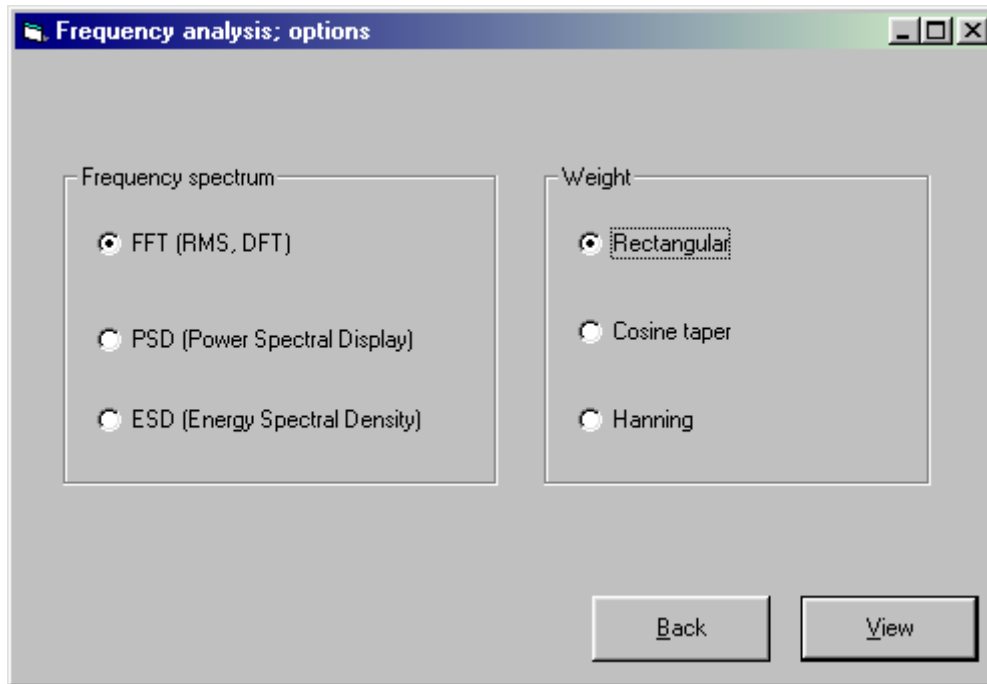 Frequency analysis; options
Frequency spectrum
FFT (RMS, DFT)
PSD (Power Spectral Display)
ESD (Energy Spectral Density)
Weight
Rectangular
Cosine taper
Hanning
Back
View